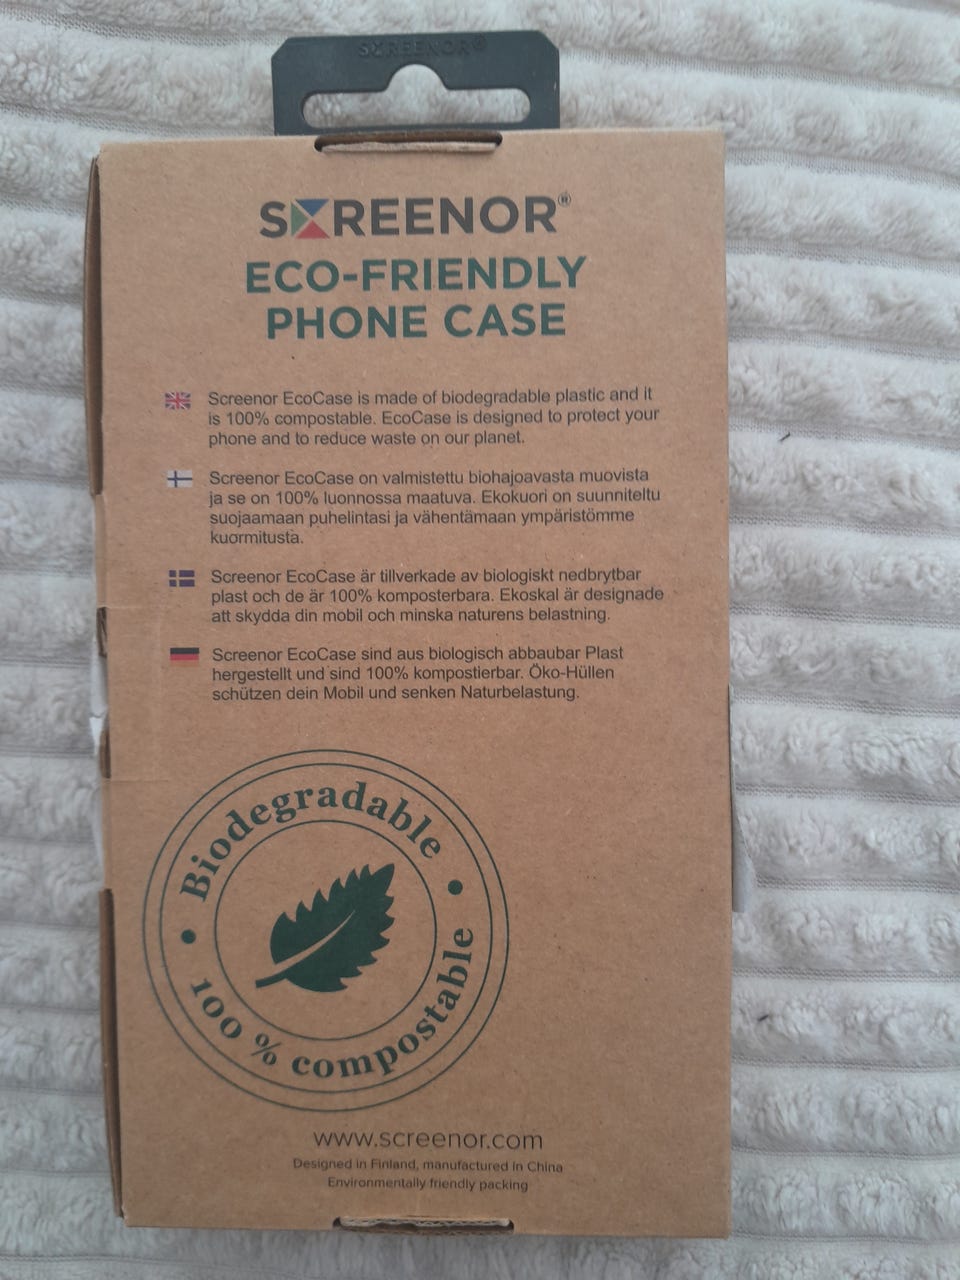 SCREENOR®
SCREENOR®
ECO-FRIENDLY
PHONE CASE
Screenor EcoCase is made of biodegradable plastic and it
is 100% compostable. EcoCase is designed to protect your
phone and to reduce waste on our planet.
Screenor EcoCase on valmistettu biohajoavasta muovista
ja se on 100% luonnossa maatuva. Ekokuori on suunniteltu
suojaamaan puhelintasi ja vähentämaan ympäristömme
kuormitusta.
Screenor EcoCase är tillverkade av biologiskt nedbrytbar
plast och de är 100% komposterbara. Ekoskal är designade
att skydda din mobil och minska naturens belastning.
Screenor EcoCase sind aus biologisch abbaubar Plast
hergestellt und sind 100% kompostierbar. Öko-Hüllen
schützen dein Mobil und senken Naturbelastung.
Biodegradable
100 % compostable
www.screenor.com
Designed in Finland, manufactured in China
Environmentally friendly packing